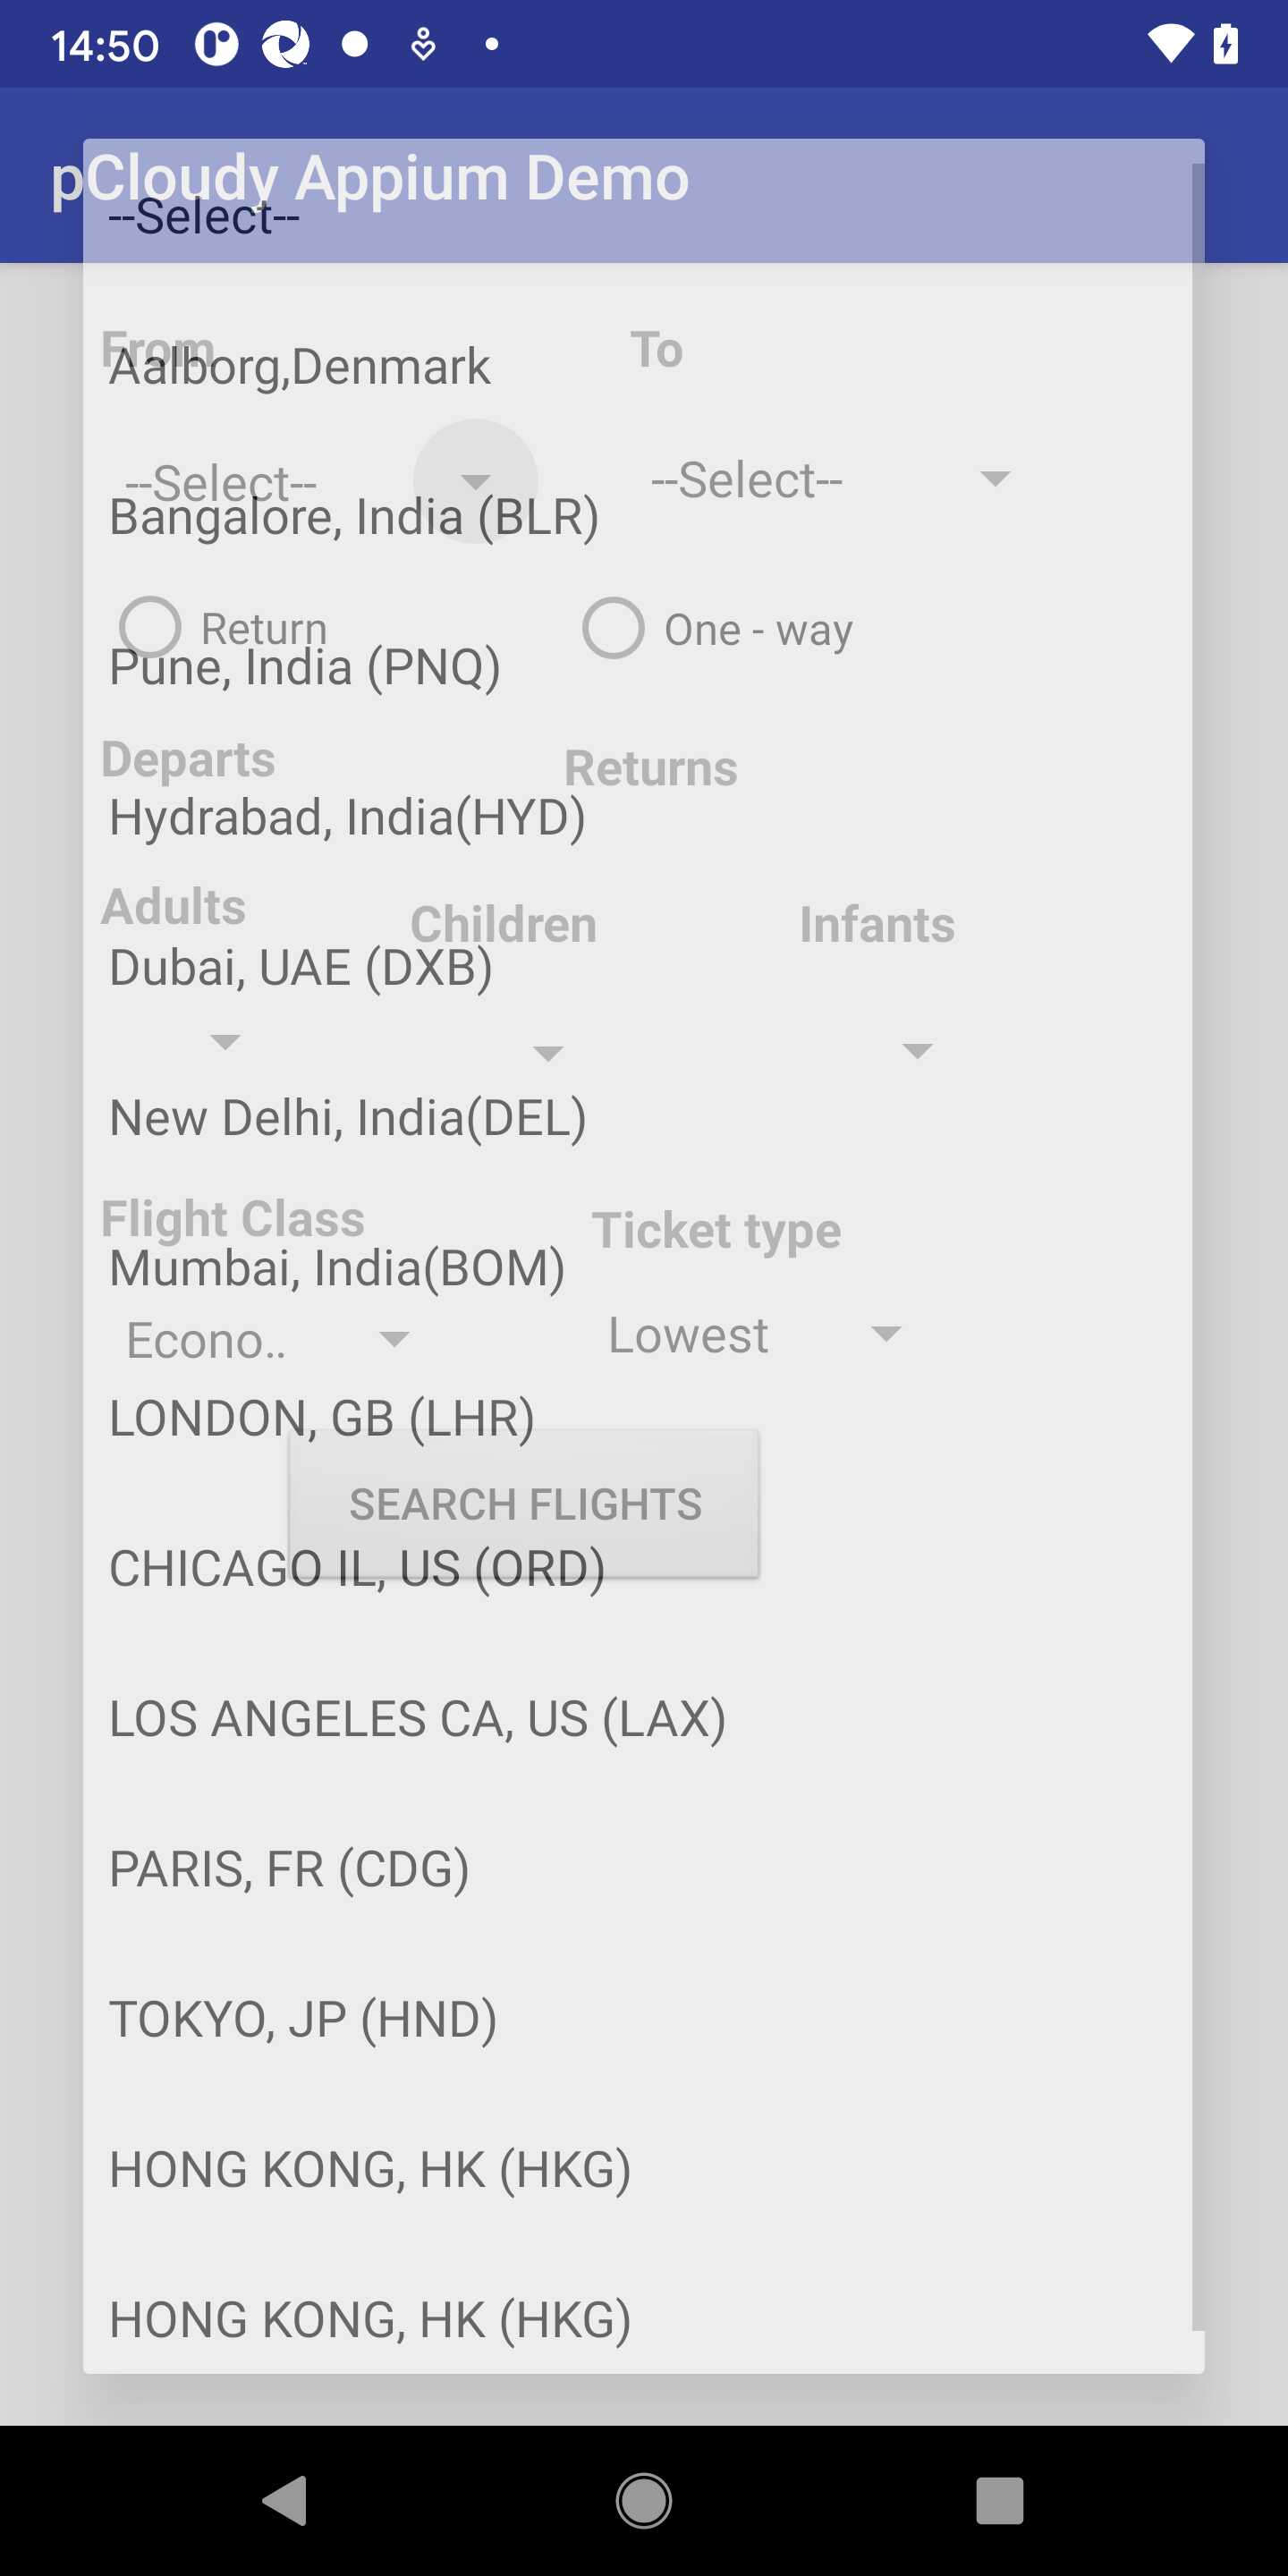 14:50
pCloudy Appium Demo
--Select--
From
To
Aalborg,Denmark
--Select--
--Select--
Bangalore, India (BLR)
Return
One - way
Pune, India (PNQ)
Departs
Returns
Hydrabad, India(HYD)
Adults
Children
Infants
Dubai, UAE (DXB)
New Delhi, India(DEL)
Flight Class
Ticket type
Mumbai, India(BOM)
Econo..
Lowest
LONDON, GB (LHR)
SEARCH FLIGHTS
CHICAGO IL, US (ORD)
LOS ANGELES CA, US (LAX)
PARIS, FR (CDG)
TOKYO, JP (HND)
HONG KONG, HK (HKG)
HONG KONG, HK (HKG)